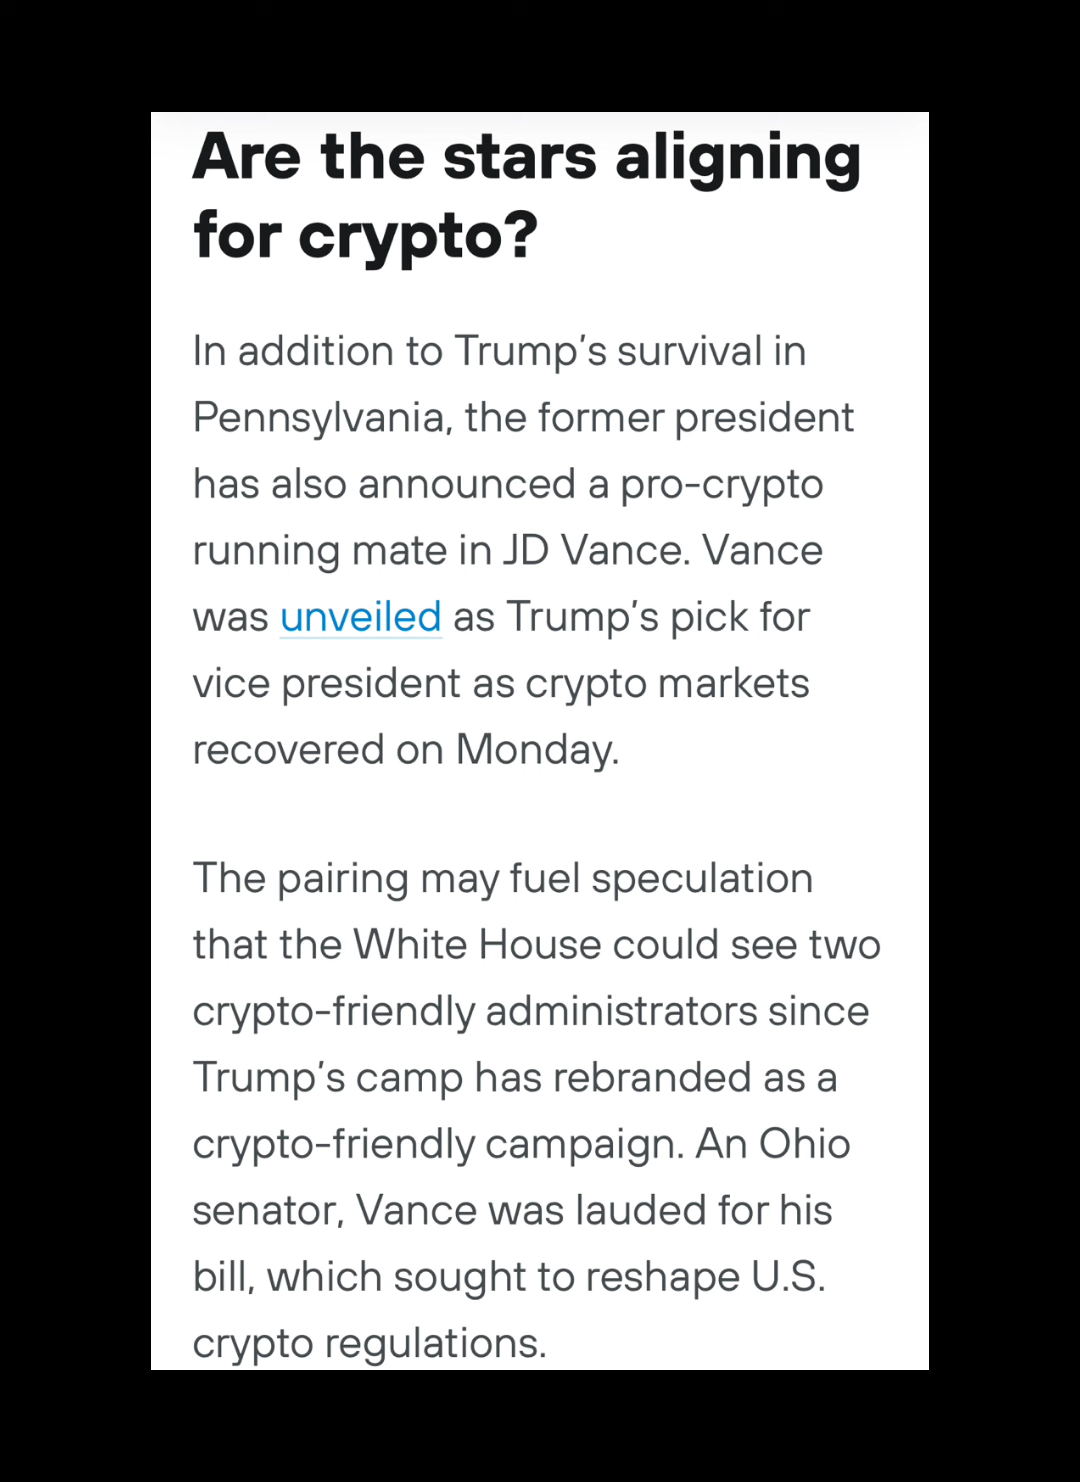 Are the stars aligning
for crypto?
In addition to Trump’s survival in
Pennsylvania, the former president
has also announced a pro-crypto
running mate in JD Vance. Vance
was unveiled as Trump’s pick for
vice president as crypto markets
recovered on Monday.
The pairing may fuel speculation
that the White House could see two
crypto-friendly administrators since
Trump’s camp has rebranded as a
crypto-friendly campaign. An Ohio
senator, Vance was lauded for his
bill, which sought to reshape U.S.
crypto regulations.